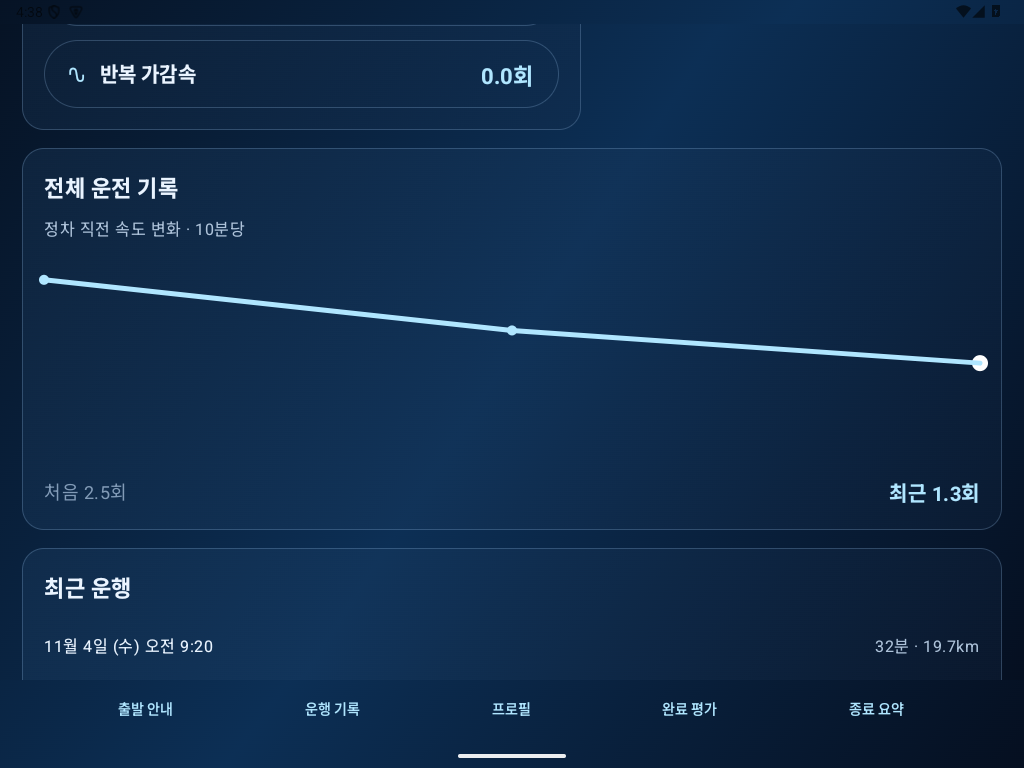 4:38
반복 가감속
0.0회
전체 운전 기록
정차 직전 속도 변화 · 10분당
처음 2.5회
최근 1.3회
최근 운행
11월 4일 (수) 오전 9:20
32분 · 19.7km
출발 안내
운행 기록
프로필
완료 평가
종료 요약